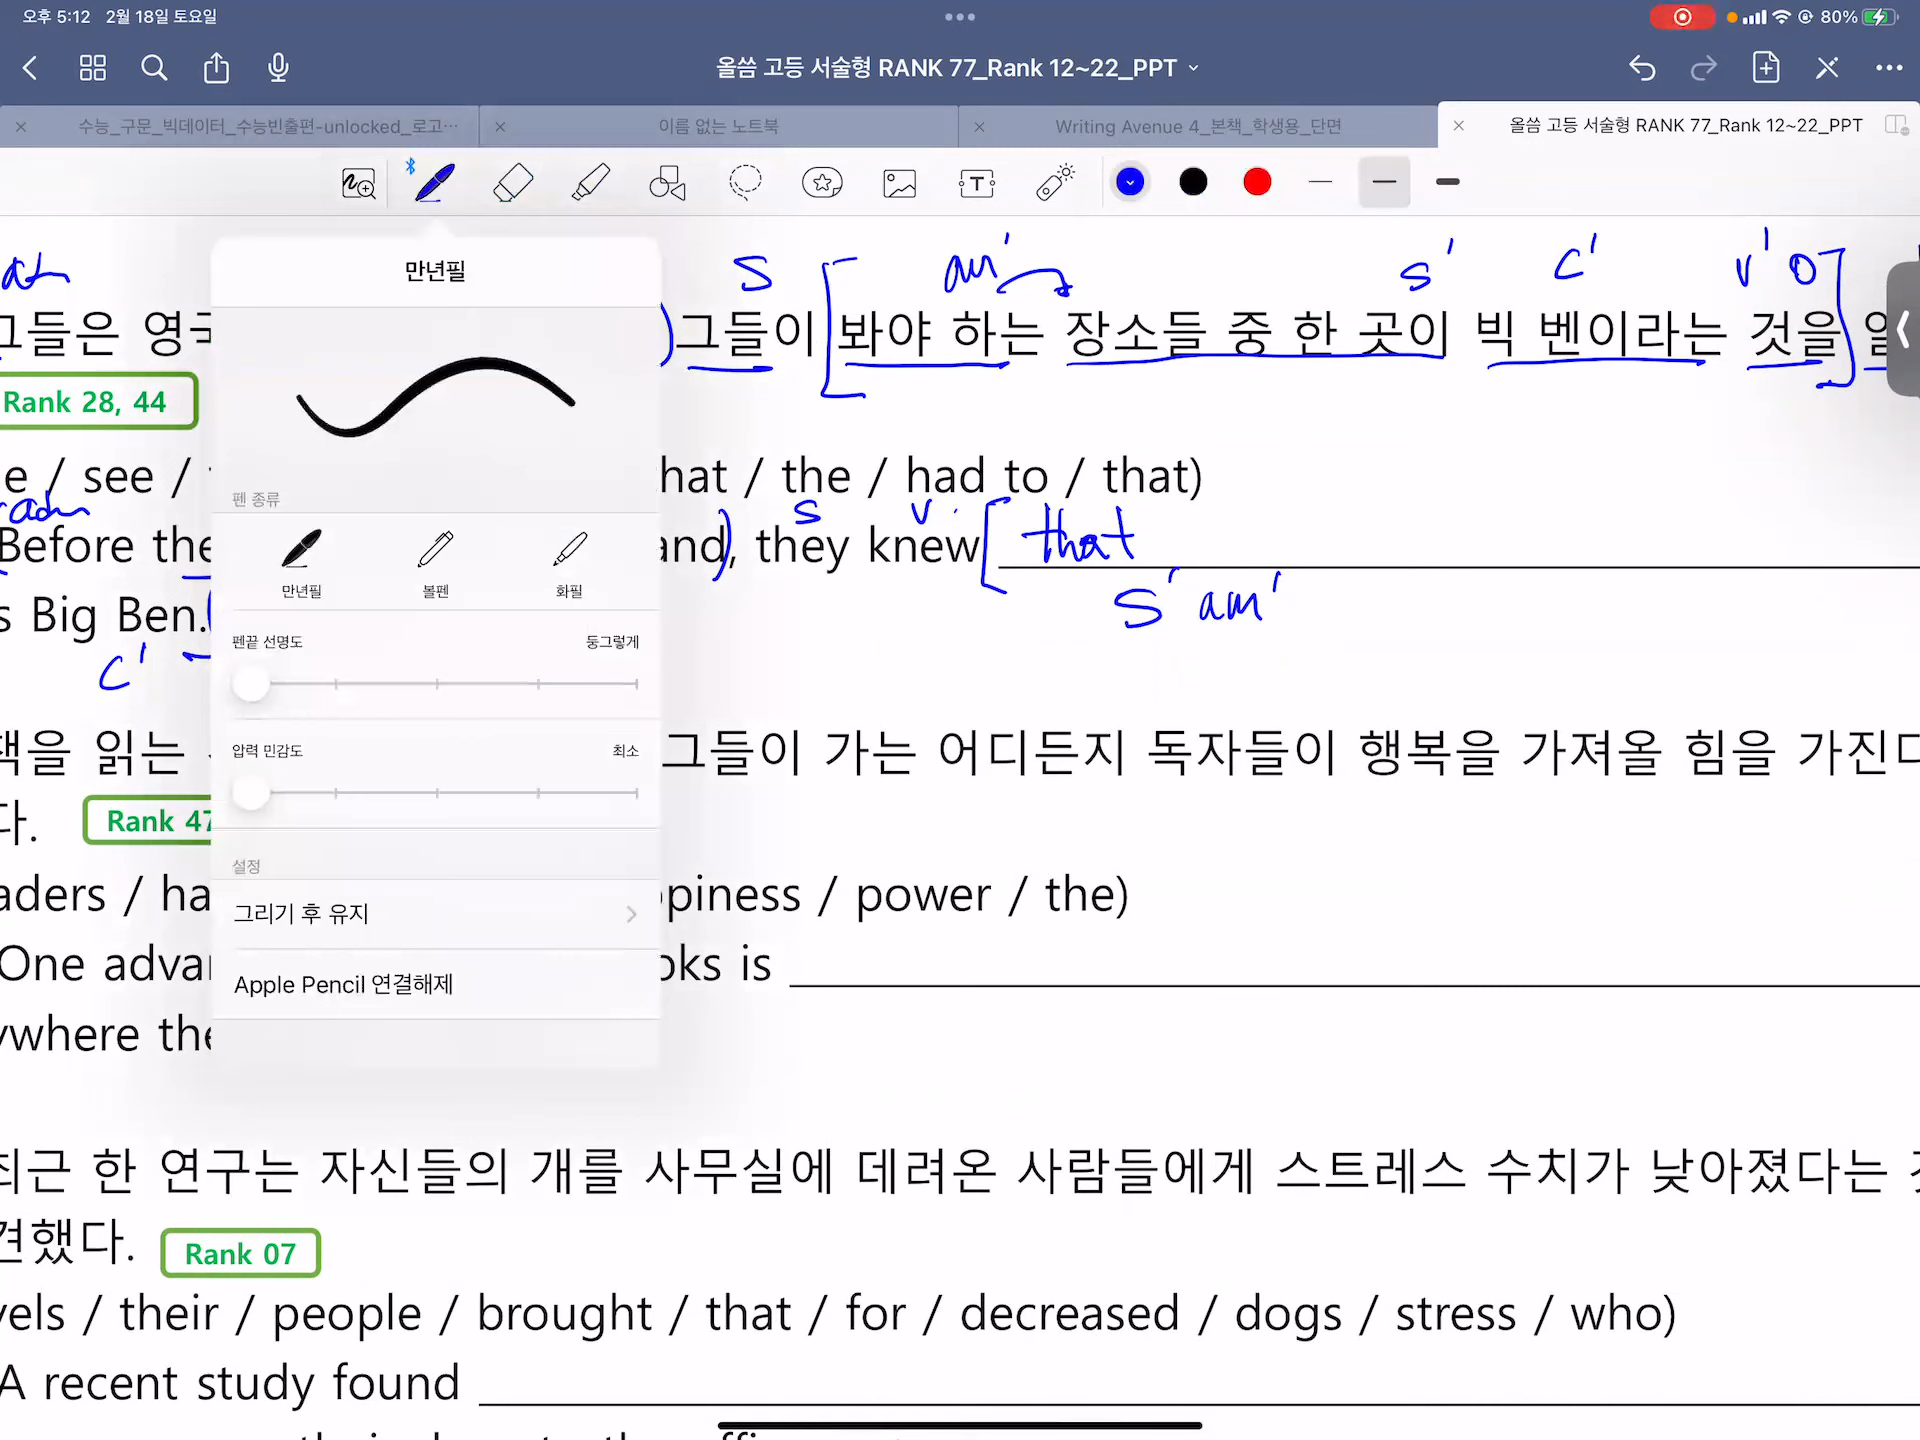 오후 5:12 2월 18일 토요일
80%
올씀 고등 서술형 RANK 77_Rank 12~22_PPT
수능_구문_빅데이터_수능빈출편-unlocked_로고…
이름 없는 노트북
Writing Avenue 4_본책_학생용_단면
올씀 고등 서술형 RANK 77_Rank 12~22_PPT
만년필
펜 종류
만년필 볼펜 화필
펜끝 선명도 둥그렇게
압력 민감도 최소
설정
그리기 후 유지
Apple Pencil 연결해제
S am' s' c' v' o
그들은 영국 )그들이 [봐야 하는 장소들 중 한 곳이 빅 벤이라는 것을]
Rank 28, 44
e / see / hat / the / had to / that)
s v
Before the and), they knew [that
s Big Ben. s' am'
c'
책을 읽는 그들이 가는 어디든지 독자들이 행복을 가져올 힘을 가진다
다. Rank 47
aders / ha piness / power / the)
One advan oks is
ywhere the
최근 한 연구는 자신들의 개를 사무실에 데려온 사람들에게 스트레스 수치가 낮아졌다는
견했다. Rank 07
vels / their / people / brought / that / for / decreased / dogs / stress / who)
A recent study found